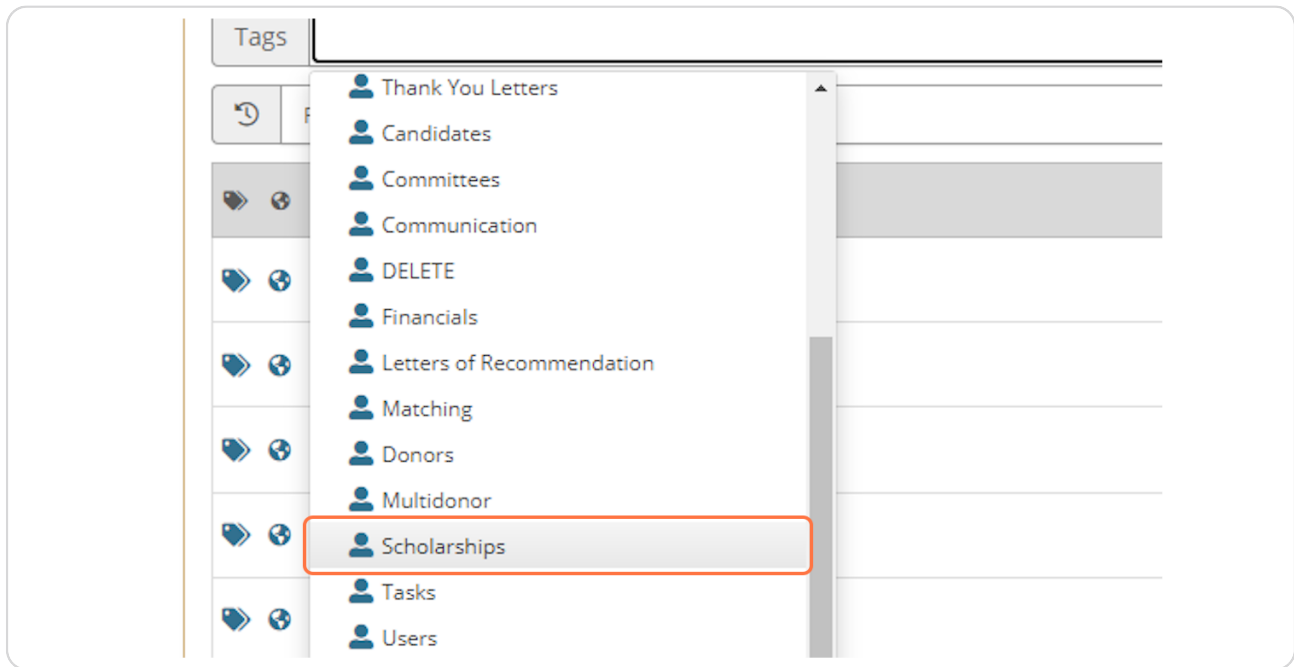 Tags
Thank You Letters
Candidates
Committees
Communication
DELETE
Financials
Letters of Recommendation
Matching
Donors
Multidonor
Scholarships
Tasks
Users